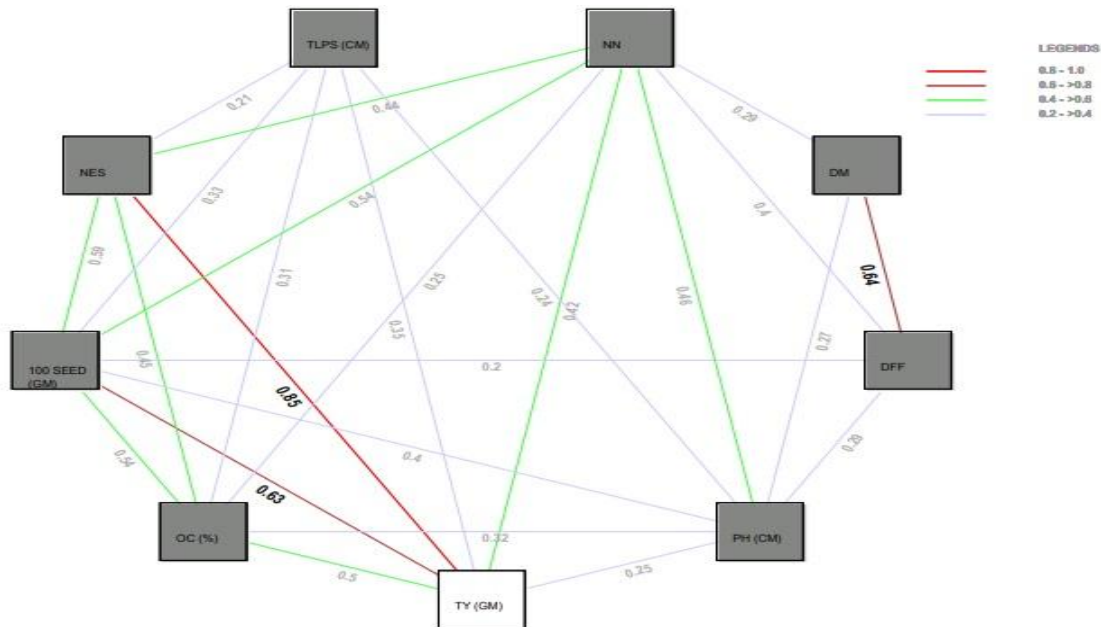 TLPS (CM)
NN
LEGENDS
0.8 - 1.0
0.6 - >0.8
0.4 - >0.6
0.2 - >0.4
0.21
0.44
0.29
NES
DM
0.33
0.54
0.4
0.59
0.31
0.25
0.64
0.24
0.42
0.46
0.35
0.27
0.45
100 SEED
(GM)
0.2
DFF
0.85
0.54
0.4
0.29
0.63
OC (%)
0.32
PH (CM)
0.5
0.25
TY (GM)